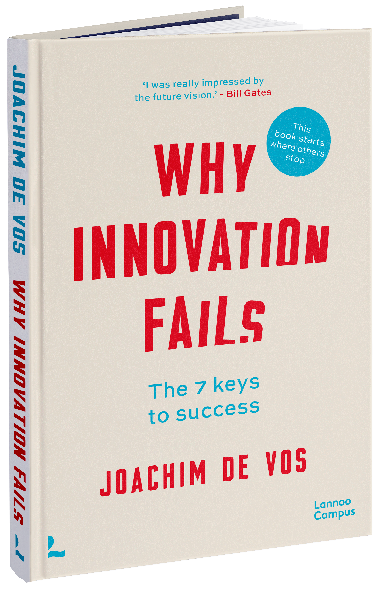 JOACHIM DE VOS WHY INNOVATION FAILS
'I was really impressed by
the future vision.' - Bill Gates
This
book starts
where others
stop
WHY
INNOVATION
FAILS
The 7 keys
to success
JOACHIM DE VOS
Lannoo
Campus